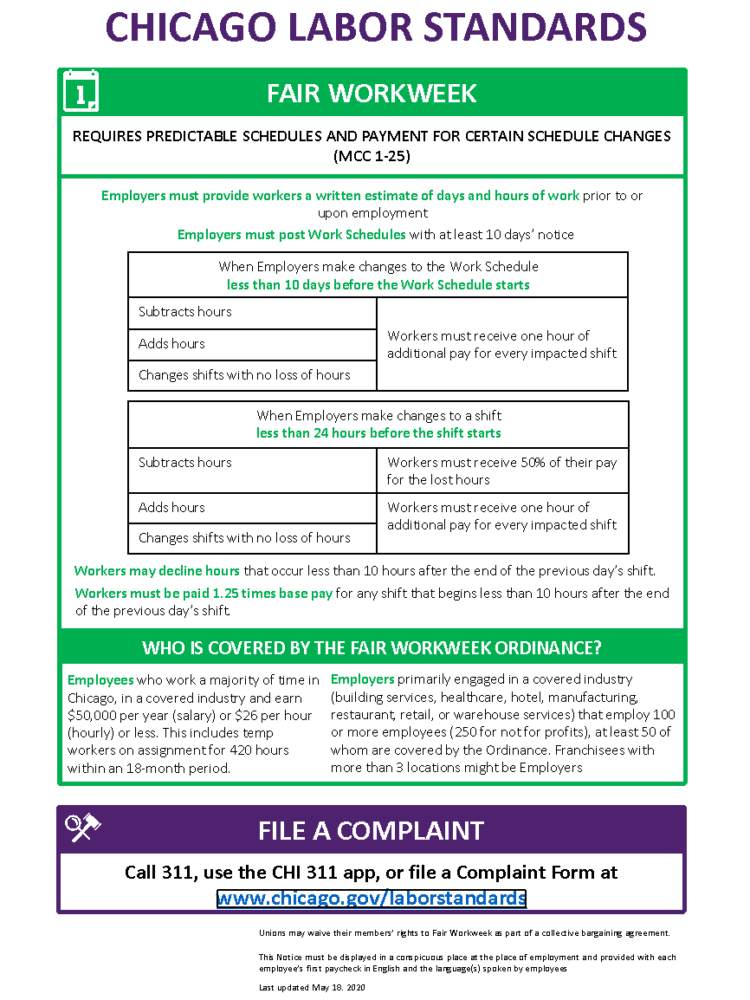 CHICAGO LABOR STANDARDS
1
FAIR WORKWEEK
REQUIRES PREDICTABLE SCHEDULES AND PAYMENT FOR CERTAIN SCHEDULE CHANGES
(MCC 1-25)
Employers must provide workers a written estimate of days and hours of work prior to or
upon employment
Employers must post Work Schedules with at least 10 days’ notice
When Employers make changes to the Work Schedule
less than 10 days before the Work Schedule starts
Subtracts hours
Adds hours
Changes shifts with no loss of hours
Workers must receive one hour of
additional pay for every impacted shift
When Employers make changes to a shift
less than 24 hours before the shift starts
Subtracts hours
Workers must receive 50% of their pay
for the lost hours
Adds hours
Changes shifts with no loss of hours
Workers must receive one hour of
additional pay for every impacted shift
Workers may decline hours that occur less than 10 hours after the end of the previous day’s shift.
Workers must be paid 1.25 times base pay for any shift that begins less than 10 hours after the end
of the previous day’s shift.
WHO IS COVERED BY THE FAIR WORKWEEK ORDINANCE?
Employees who work a majority of time in
Chicago, in a covered industry and earn
$50,000 per year (salary) or $26 per hour
(hourly) or less. This includes temp
workers on assignment for 420 hours
within an 18-month period.
Employers primarily engaged in a covered industry
(building services, healthcare, hotel, manufacturing,
restaurant, retail, or warehouse services) that employ 100
or more employees (250 for not for profits), at least 50 of
whom are covered by the Ordinance. Franchisees with
more than 3 locations might be Employers
FILE A COMPLAINT
Call 311, use the CHI 311 app, or file a Complaint Form at
www.chicago.gov/laborstandards
Unions may waive their members’ rights to Fair Workweek as part of a collective bargaining agreement.
This Notice must be displayed in a conspicuous place at the place of employment and provided with each
employee’s first paycheck in English and the language(s) spoken by employees
Last updated May 18. 2020